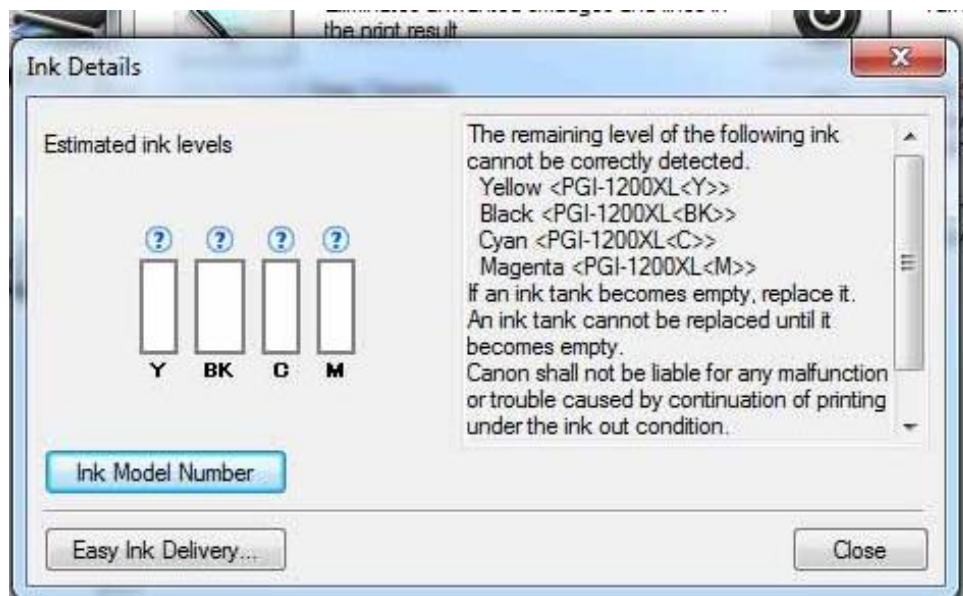 the print result
Ink Details
Estimated ink levels
Y BK C M
Ink Model Number
The remaining level of the following ink
cannot be correctly detected.
Yellow <PGI-1200XL<Y>>
Black <PGI-1200XL<BK>>
Cyan <PGI-1200XL<C>>
Magenta <PGI-1200XL<M>>
If an ink tank becomes empty, replace it.
An ink tank cannot be replaced until it
becomes empty.
Canon shall not be liable for any malfunction
or trouble caused by continuation of printing
under the ink out condition.
Easy Ink Delivery...
Close